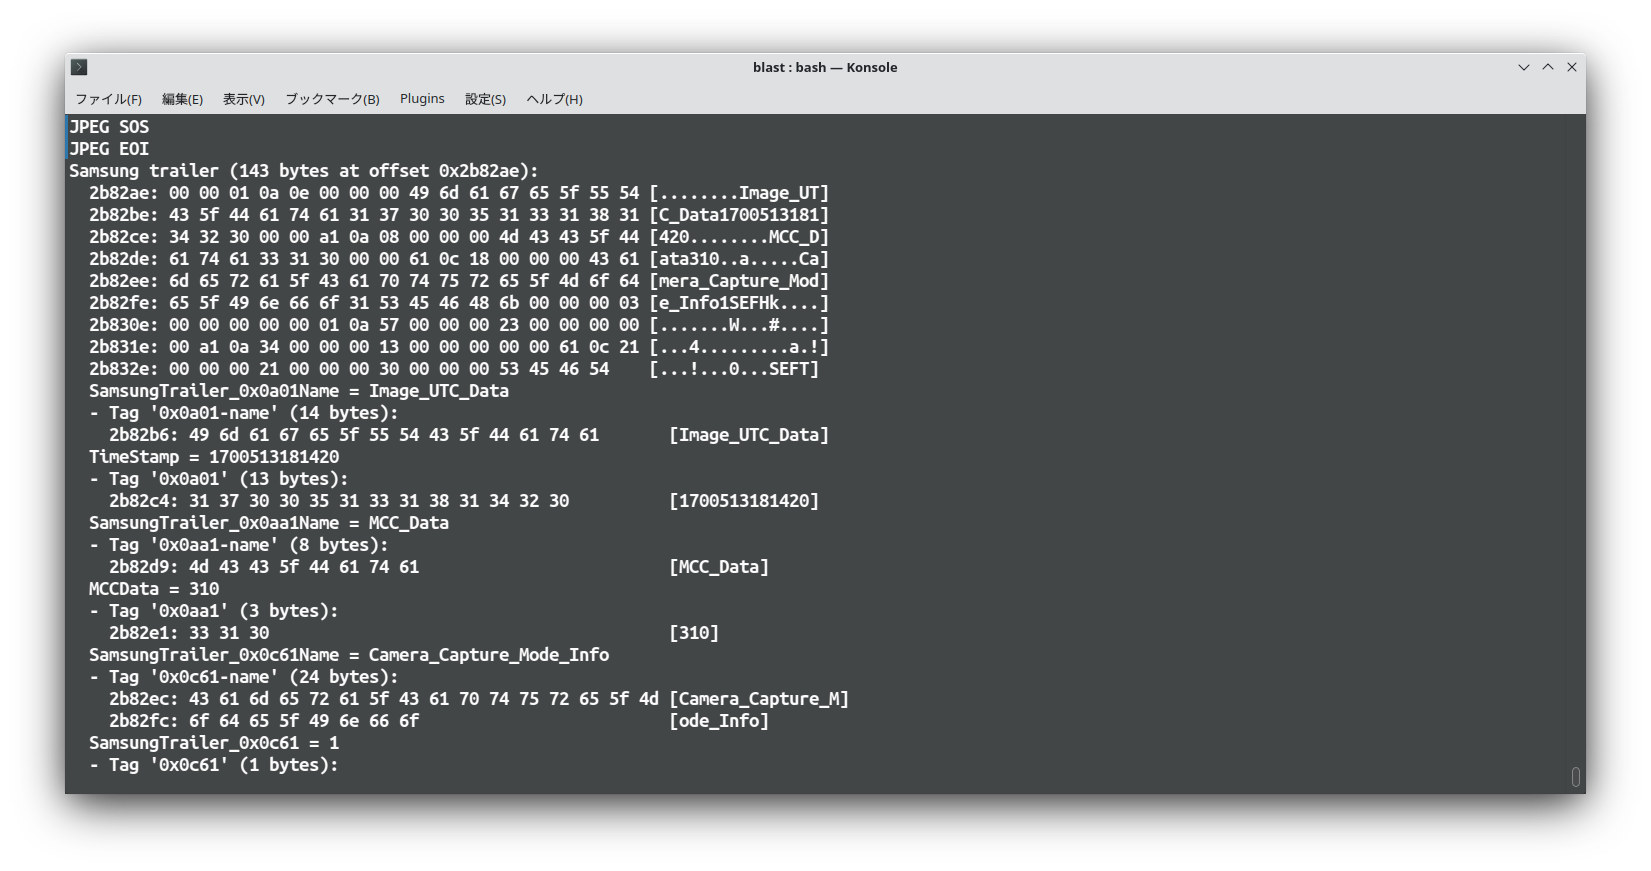 blast : bash — Konsole
ファイル(F) 編集(E) 表示(V) ブックマーク(B) Plugins 設定(S) ヘルプ(H)
JPEG SOS
JPEG EOI
Samsung trailer (143 bytes at offset 0x2b82ae):
  2b82ae: 00 00 01 0a 0e 00 00 00 49 6d 61 67 65 5f 55 54 [........Image_UT]
  2b82be: 43 5f 44 61 74 61 31 37 30 30 35 31 33 31 38 31 [C_Data1700513181]
  2b82ce: 34 32 30 00 00 a1 0a 08 00 00 00 4d 43 43 5f 44 [420........MCC_D]
  2b82de: 61 74 61 33 31 30 00 00 61 0c 18 00 00 00 43 61 [ata310..a.....Ca]
  2b82ee: 6d 65 72 61 5f 43 61 70 74 75 72 65 5f 4d 6f 64 [mera_Capture_Mod]
  2b82fe: 65 5f 49 6e 66 6f 31 53 45 46 48 6b 00 00 00 03 [e_Info1SEFHk....]
  2b830e: 00 00 00 00 00 01 0a 57 00 00 00 23 00 00 00 00 [.......W...#....]
  2b831e: 00 a1 0a 34 00 00 00 13 00 00 00 00 00 61 0c 21 [...4.........a.!]
  2b832e: 00 00 00 21 00 00 00 30 00 00 00 53 45 46 54    [...!...0...SEFT]
  SamsungTrailer_0x0a01Name = Image_UTC_Data
  - Tag '0x0a01-name' (14 bytes):
    2b82b6: 49 6d 61 67 65 5f 55 54 43 5f 44 61 74 61       [Image_UTC_Data]
  TimeStamp = 1700513181420
  - Tag '0x0a01' (13 bytes):
    2b82c4: 31 37 30 30 35 31 33 31 38 31 34 32 30          [1700513181420]
  SamsungTrailer_0x0aa1Name = MCC_Data
  - Tag '0x0aa1-name' (8 bytes):
    2b82d9: 4d 43 43 5f 44 61 74 61                         [MCC_Data]
  MCCData = 310
  - Tag '0x0aa1' (3 bytes):
    2b82e1: 33 31 30                                        [310]
  SamsungTrailer_0x0c61Name = Camera_Capture_Mode_Info
  - Tag '0x0c61-name' (24 bytes):
    2b82ec: 43 61 6d 65 72 61 5f 43 61 70 74 75 72 65 5f 4d [Camera_Capture_M]
    2b82fc: 6f 64 65 5f 49 6e 66 6f                         [ode_Info]
  SamsungTrailer_0x0c61 = 1
  - Tag '0x0c61' (1 bytes):